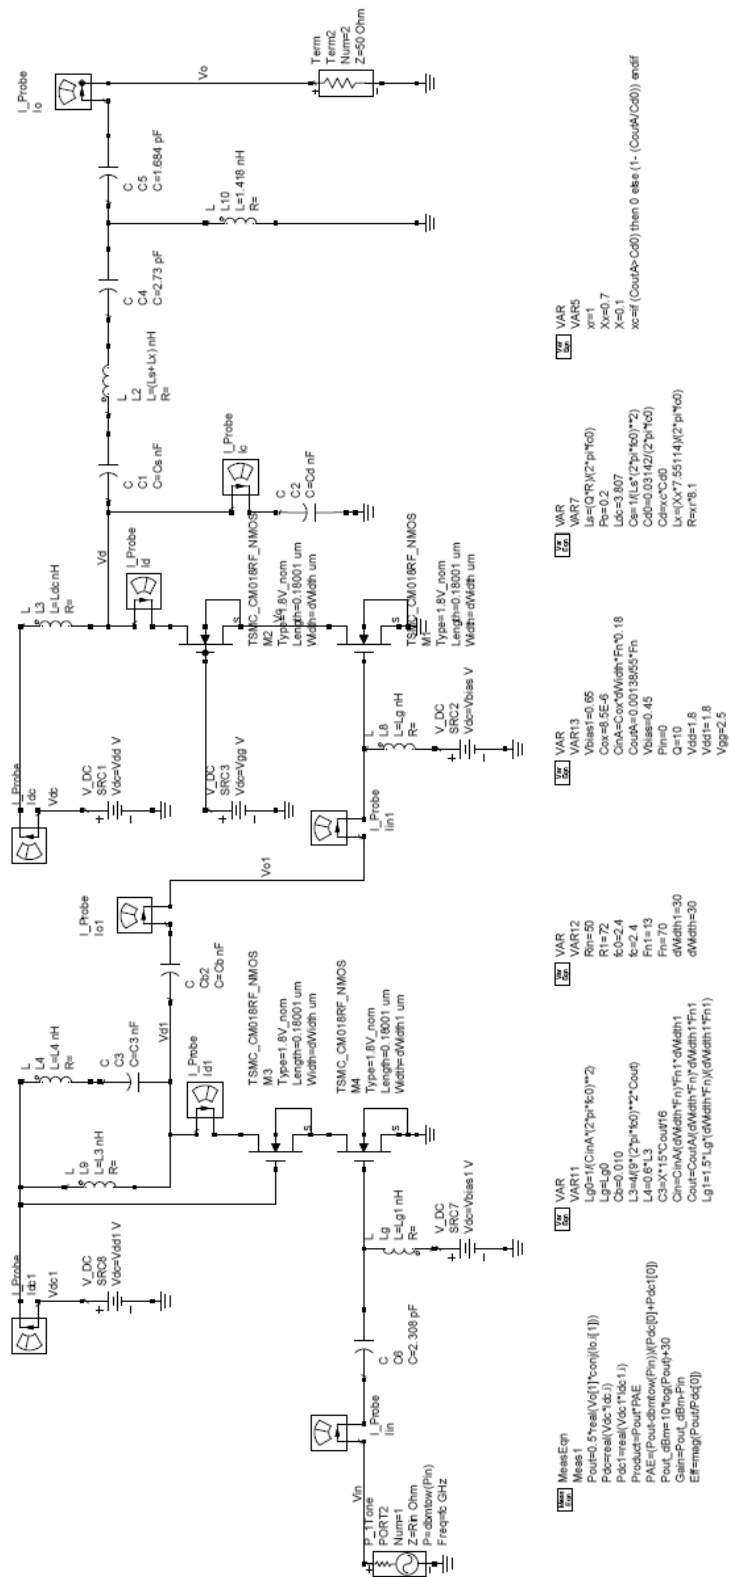 I_Probe
Iin
Vin
P_1Tone
PORT2
Num=1
Z=Rin Ohm
P=dbmtow(Pin)
Freq=fc GHz
C
C6
C=2.308 pF
I_Probe
Idc1
Vdc1
V_DC
SRC8
Vdc=Vdd1 V
L
Lg
L=Lg1 nH
R=
V_DC
SRC7
Vdc=Vbias1 V
L
L9
L=L3 nH
R=
L
L4
L=L4 nH
R=
C
C3
C=C3 nF
Vd1
I_Probe
Id1
TSMC_CM018RF_NMOS
M3
Type=1.8V_nom
Length=0.18001 um
Width=dWidth um
TSMC_CM018RF_NMOS
M4
Type=1.8V_nom
Length=0.18001 um
Width=dWidth1 um
C
Cb2
C=Cb nF
I_Probe
Io1
Vo1
I_Probe
Iin1
I_Probe
Idc
Vdc
V_DC
SRC1
Vdc=Vdd V
V_DC
SRC3
Vdc=Vgg V
L
L8
L=Lg nH
R=
V_DC
SRC2
Vdc=Vbias V
L
L3
L=Ldc nH
R=
Vd
I_Probe
Id
TSMC_CM018RF_NMOS
M2
Type=1.8V_nom
Length=0.18001 um
Width=dWidth um
TSMC_CM018RF_NMOS
M1
Type=1.8V_nom
Length=0.18001 um
Width=dWidth um
I_Probe
Ic
C
C2
C=Cd nF
C
C1
C=Cs nF
L
L2
L=(Ls+Lx) nH
R=
C
C4
C=2.73 pF
L
L10
L=1.418 nH
R=
C
C5
C=1.684 pF
I_Probe
Io
Vo
Term
Term2
Num=2
Z=50 Ohm
Meas Eqn
MeasEqn
Meas1
Pout=0.5*real(Vo[1]*conj(Io.i[1]))
Pdc=real(Vdc*Idc.i)
Pdc1=real(Vdc1*Idc1.i)
Product=Pout*PAE
PAE=(Pout-dbmtow(Pin))/(Pdc[0]+Pdc1[0])
Pout_dBm=10*log(Pout)+30
Gain=Pout_dBm-Pin
Eff=mag(Pout/Pdc[0])
Var Eqn
VAR
VAR11
Lg0=1/(CinA*(2*pi*fc0)**2)
Lg=Lg0
Cb=0.010
L3=4/(9*(2*pi*fc0)**2*Cout)
L4=0.6*L3
C3=X*15*Cout/16
Cin=CinA/(dWidth*Fn)*Fn1*dWidth1
Cout=CoutA/(dWidth*Fn)*dWidth1*Fn1
Lg1=1.5*Lg*(dWidth*Fn)/(dWidth1*Fn1)
Var Eqn
VAR
VAR12
Rin=50
R1=72
fc0=2.4
fc=2.4
Fn1=13
Fn=70
dWidth1=30
dWidth=30
Var Eqn
VAR
VAR13
Vbias1=0.65
Cox=8.5E-6
CinA=Cox*dWidth*Fn*0.18
CoutA=0.00138/55*Fn
Vbias=0.45
Pin=0
Q=10
Vdd=1.8
Vdd1=1.8
Vgg=2.5
Var Eqn
VAR
VAR7
Ls=(Q*R)/(2*pi*fc0)
Po=0.2
Ldc=3.807
Cs=1/(Ls*(2*pi*fc0)**2)
Cd0=0.03142/(2*pi*fc0)
Cd=xc*Cd0
Lx=(Xx*7.55114)/(2*pi*fc0)
R=xr*8.1
Var Eqn
VAR
VAR5
xr=1
Xx=0.7
X=0.1
xc=if (CoutA>Cd0) then 0 else (1- (CoutA/Cd0)) endif